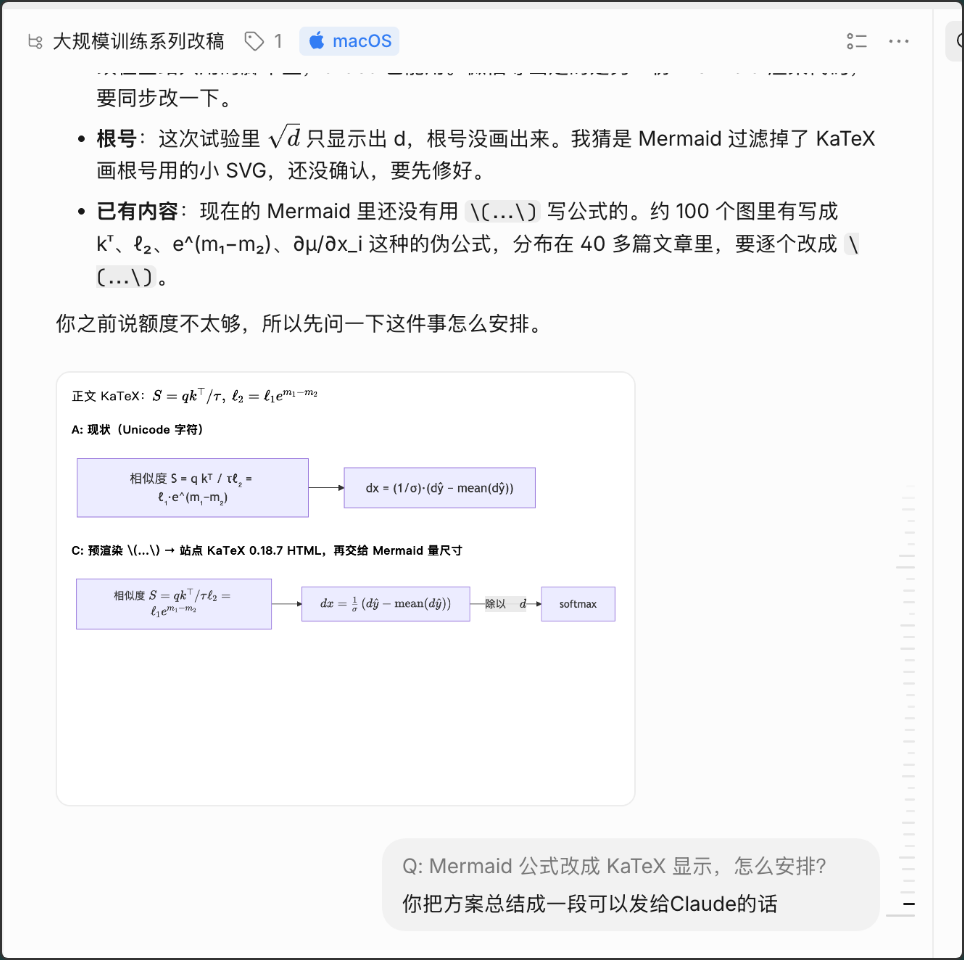 大规模训练系列改稿 1 macOS
要同步改一下。
• 根号：这次试验里 √d 只显示出 d，根号没画出来。我猜是 Mermaid 过滤掉了 KaTeX
画根号用的小 SVG，还没确认，要先修好。
• 已有内容：现在的 Mermaid 里还没有用 \(...\) 写公式的。约 100 个图里有写成
kᵀ、ℓ₂、e^(m₁−m₂)、∂μ/∂x_i 这种的伪公式，分布在 40 多篇文章里，要逐个改成 \
(...\)。
你之前说额度不太够，所以先问一下这件事怎么安排。
正文 KaTeX：S = qk⊤/τ, ℓ₂ = ℓ₁e^{m₁−m₂}
A: 现状（Unicode 字符）
相似度 S = q kᵀ / τℓ₂ =
ℓ₁·e^(m₁−m₂)
dx = (1/σ)·(dŷ − mean(dŷ))
C: 预渲染 \(...\) → 站点 KaTeX 0.18.7 HTML，再交给 Mermaid 量尺寸
相似度 S = qk⊤/τℓ₂ =
ℓ₁e^{m₁−m₂}
dx = 1/σ (dŷ − mean(dŷ))
除以 d
softmax
Q: Mermaid 公式改成 KaTeX 显示，怎么安排?
你把方案总结成一段可以发给Claude的话